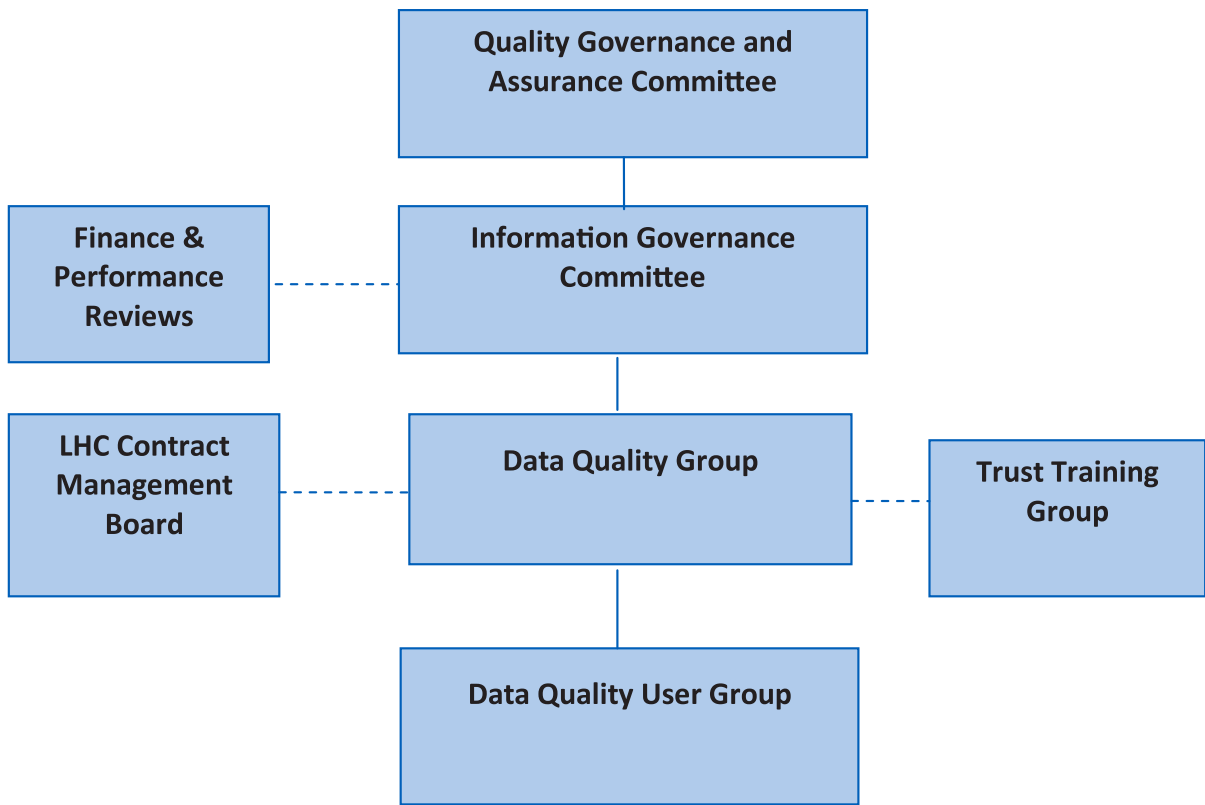 Quality Governance and
Assurance Committee
Finance &
Performance
Reviews
Information Governance
Committee
LHC Contract
Management
Board
Data Quality Group
Trust Training
Group
Data Quality User Group